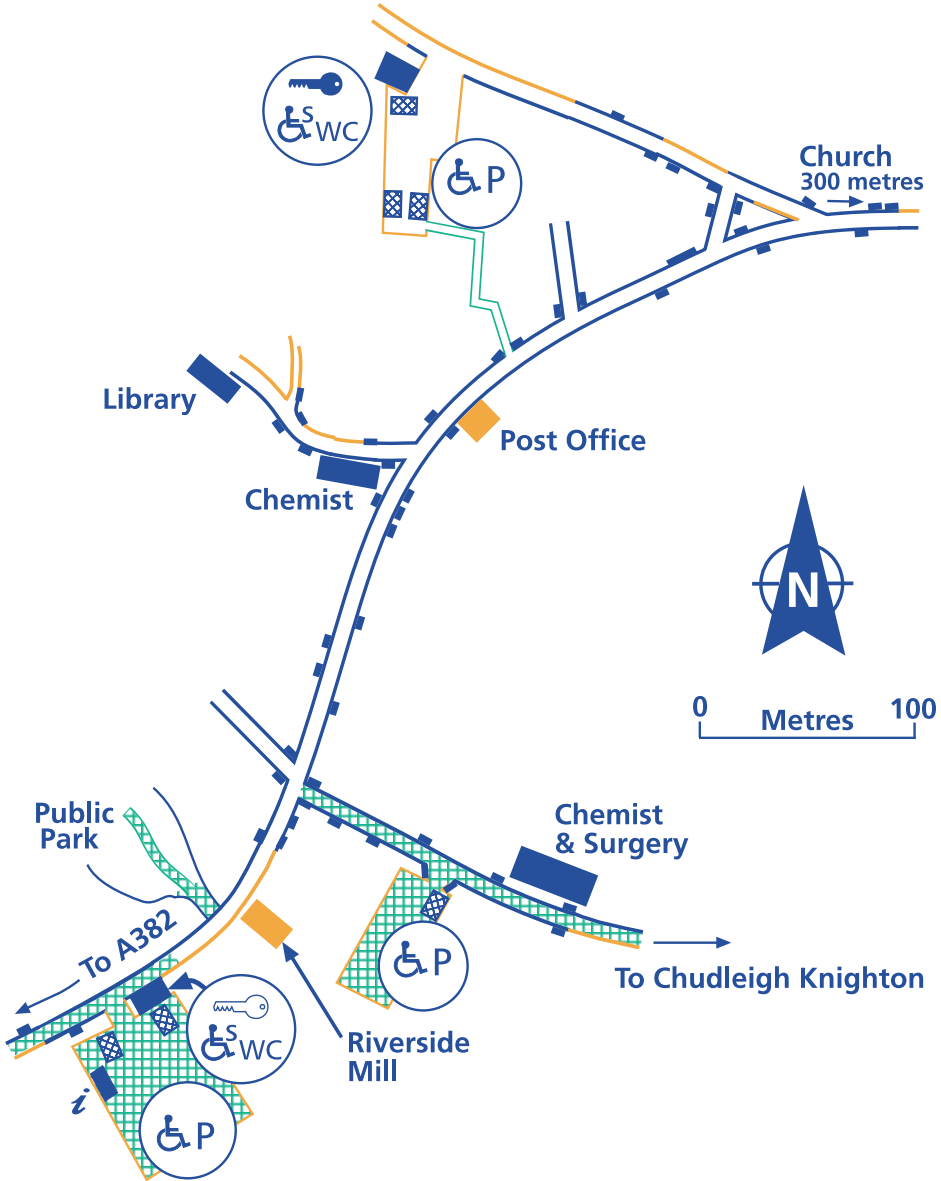 S
WC
P
Church
300 metres
Library
Post Office
Chemist
N
0
100
Metres
Public
Park
Chemist
& Surgery
To A382
P
To Chudleigh Knighton
S
WC
Riverside
Mill
i
P